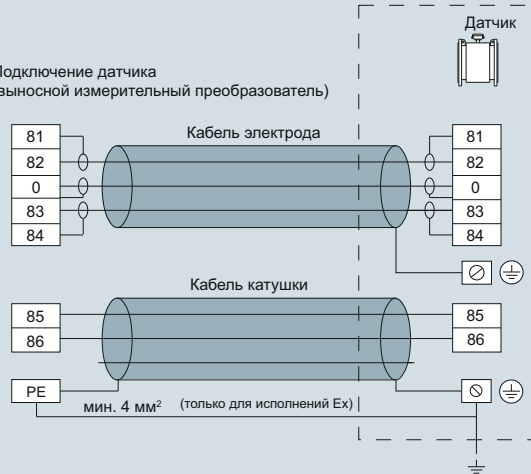 Датчик
Подключение датчика
выносной измерительный преобразователь)
Кабель электрода
81
82
0
83
84
81
82
0
83
84
Кабель катушки
85
86
85
86
PE
мин. 4 мм²
(только для исполнений Ex)